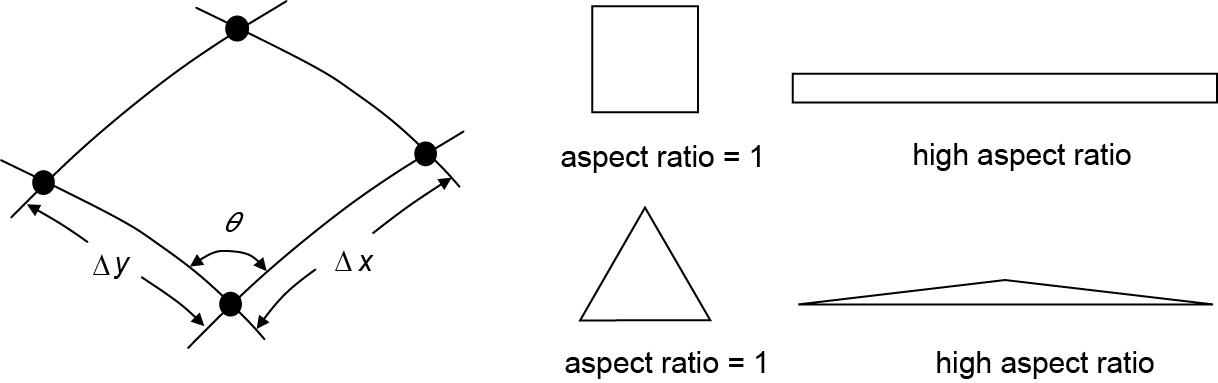 θ
Δy
Δx
aspect ratio = 1
high aspect ratio
aspect ratio = 1
high aspect ratio